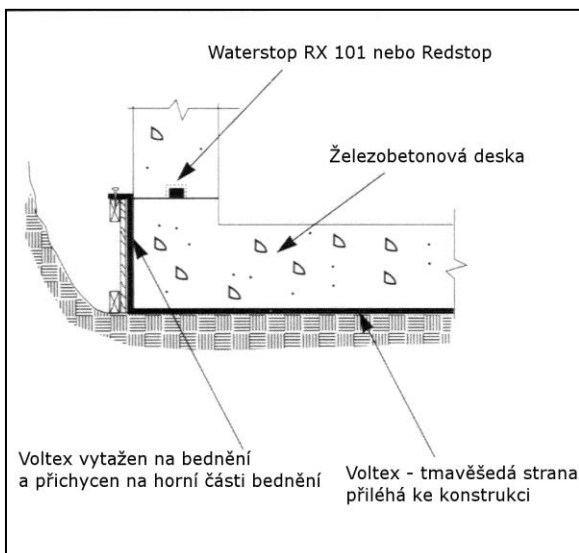 Waterstop RX 101 nebo Redstop
Železobetonová deska
Voltex vytažen na bednění
a přichycen na horní části bednění
Voltex - tmavěšedá strana
přiléhá ke konstrukci